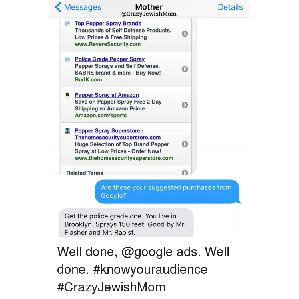 Messages Mother Details
@CrazyJewishMom
Top Pepper Spray Brands
Thousands of Self Defense Products.
Low Prices & Free Shipping
www.RevereSecurity.com
Police Grade Pepper Spray
Pepper Sprays and Self Defense.
SABRE brand & more - Buy Now!
BudK.com
Pepper Spray at Amazon
Save on Pepper Spray Free 2-Day
Shipping w/ Amazon Prime
Amazon.com/sports
Pepper Spray Superstore -
Thehomesecuritysuperstore.com
Huge Selection of Top Brand Pepper
Spray at Low Prices - Order Now!
www.thehomesecuritysuperstore.com
Related Terms
Are these your suggested purchases from
Google?
Get the police grade one. You live in
Brooklyn. Sprays 150 feet. Good by Mr.
Flasher and Mr. Rapist.
Well done, @google ads. Well
done. #knowyouraudience
#CrazyJewishMom